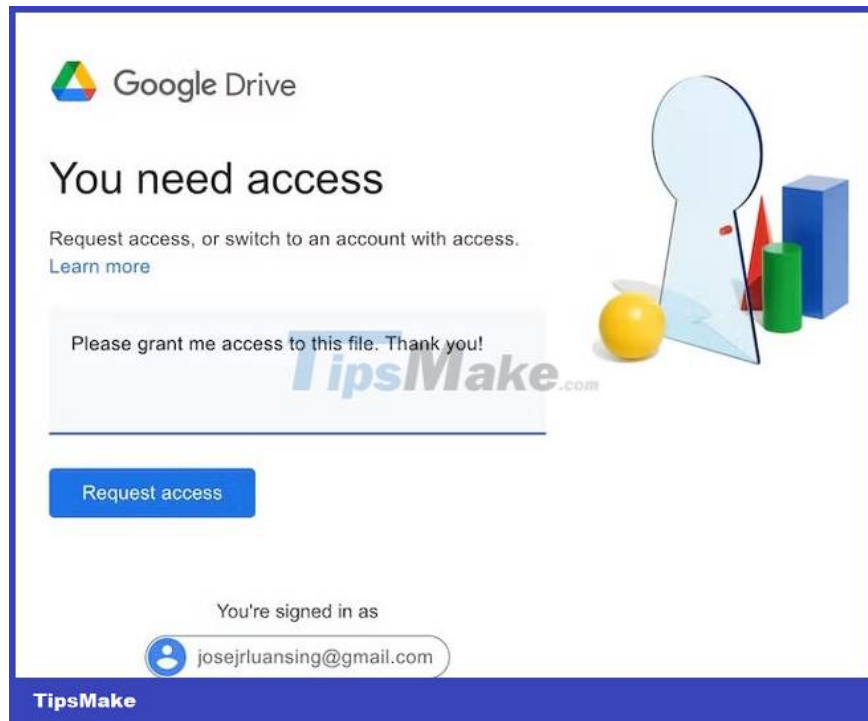 Google Drive
You need access
Request access, or switch to an account with access.
Learn more
Please grant me access to this file. Thank you!
TipsMake.com
Request access
You're signed in as
josejrluansing@gmail.com
TipsMake